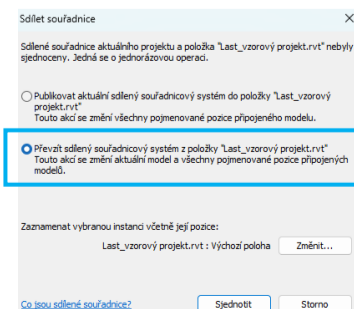 Sdílet souřadnice
Sdílené souřadnice aktuálního projektu a položka "Last_vzorový projekt.rvt" nebyly
sjednoceny. Jedná se o jednorázovou operaci.
Publikovat aktuální sdílený souřadnicový systém do položky "Last_vzorový
projekt.rvt"
Touto akcí se změní všechny pojmenované pozice připojeného modelu.
Převzít sdílený souřadnicový systém z položky "Last_vzorový projekt.rvt"
Touto akcí se změní aktuální model a všechny pojmenované pozice připojených
modelů.
Zaznamenat vybranou instanci včetně její pozice:
Last_vzorový projekt.rvt : Výchozí poloha
Změnit...
Co jsou sdílené souřadnice?
Sjednotit
Storno